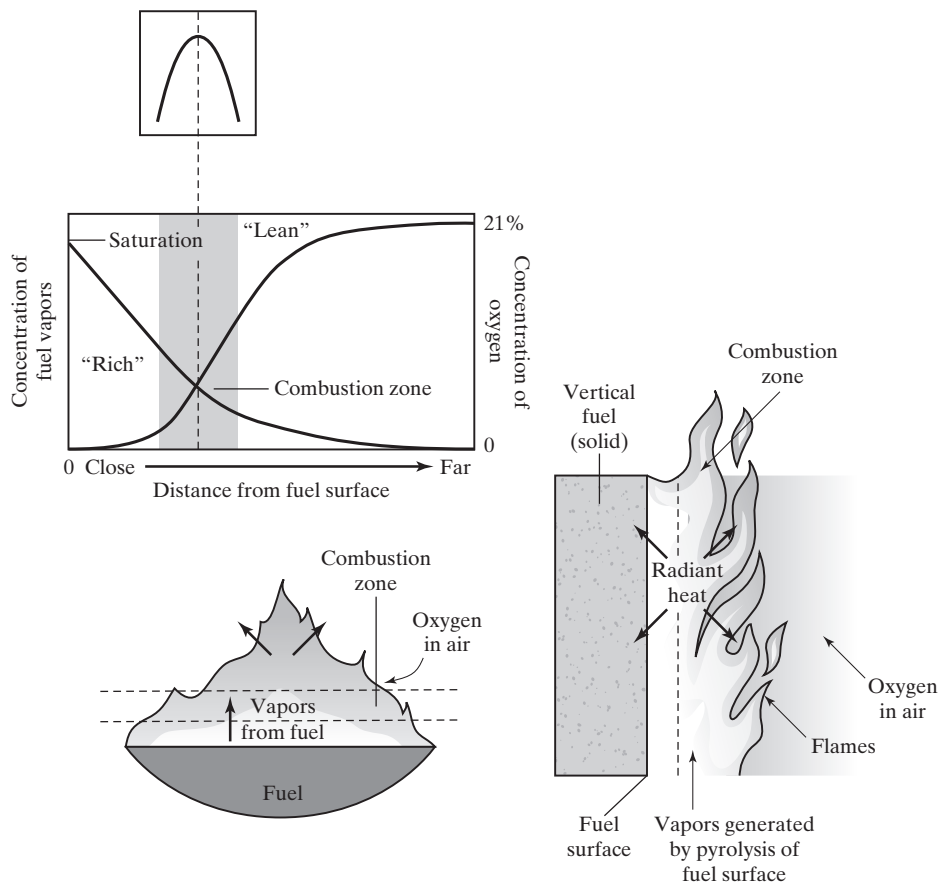 Concentration of
fuel vapors
Saturation
“Lean”
21%
Concentration of
oxygen
“Rich”
Combustion zone
0
0 Close
Far
Distance from fuel surface
Combustion
zone
Oxygen
in air
Vapors
from fuel
Fuel
Combustion
zone
Vertical
fuel
(solid)
Radiant
heat
Oxygen
in air
Flames
Fuel
surface
Vapors generated
by pyrolysis of
fuel surface